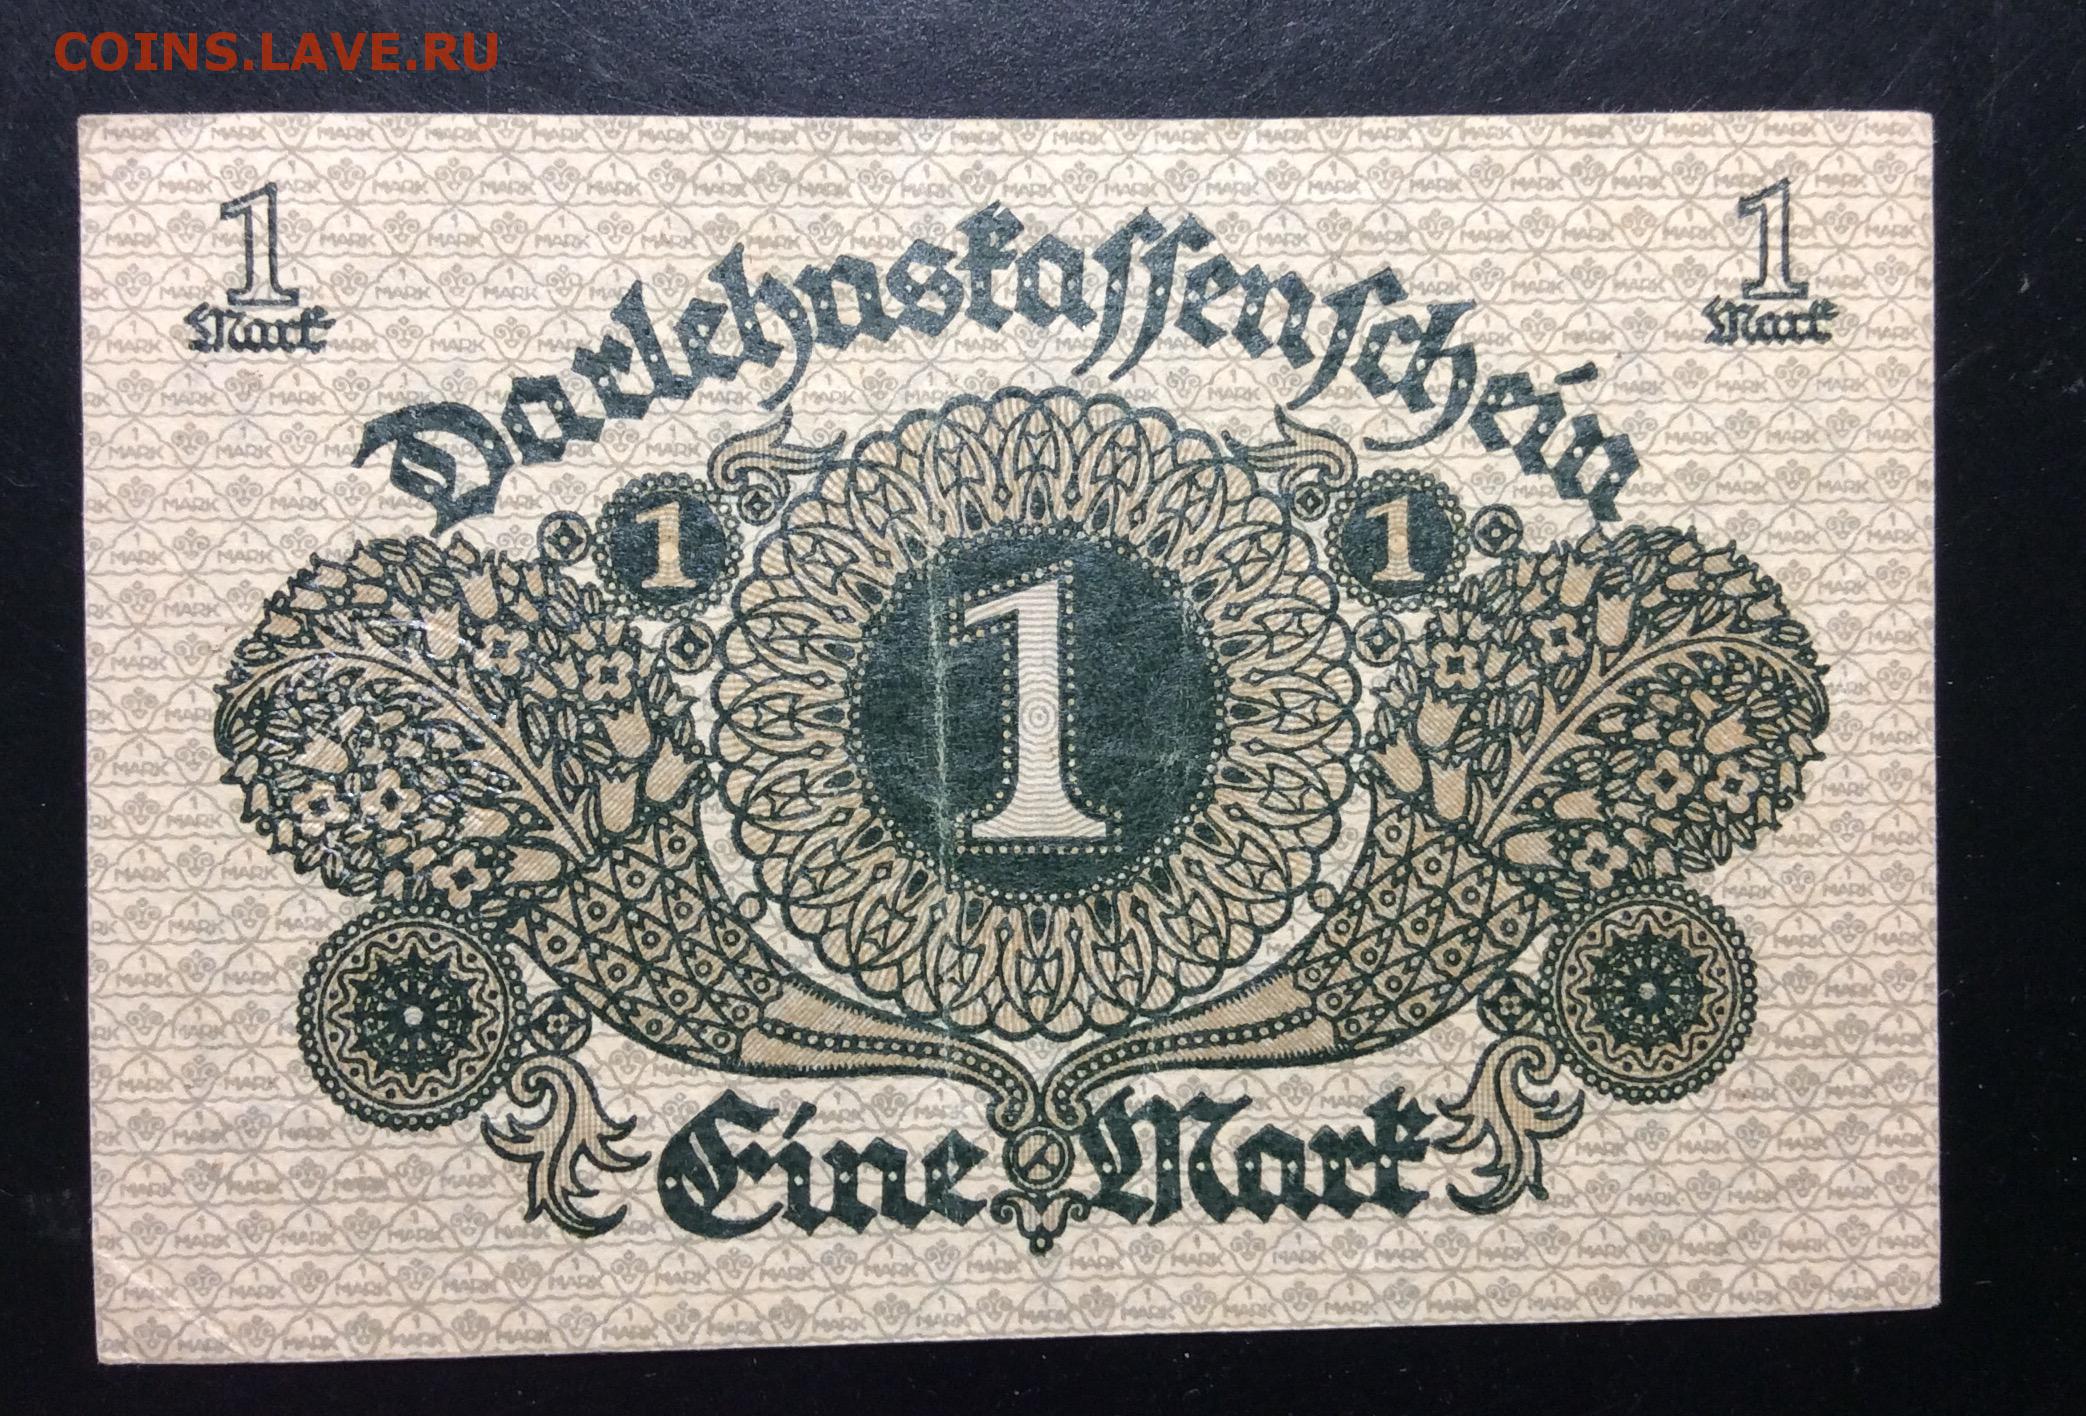 COINS.LAVE.RU
1 1
Mark Mark
Darlehnskassenschein
1 1
1
Eine Mark